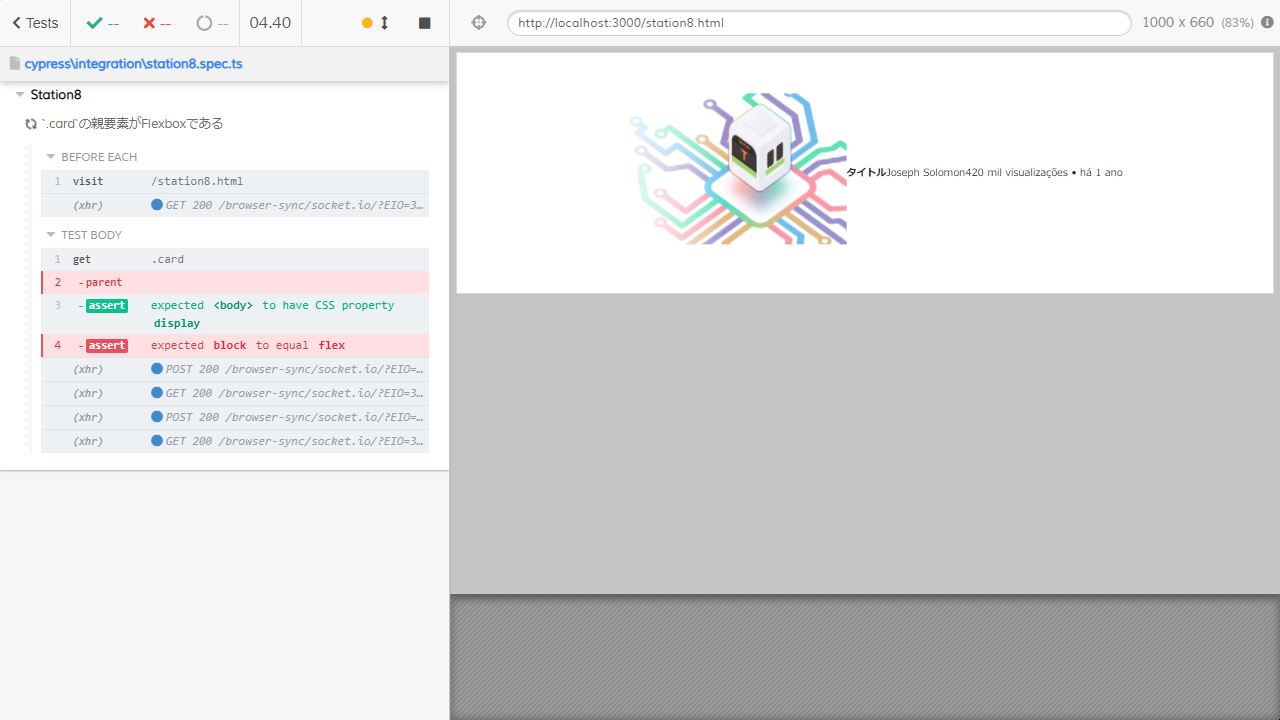 Tests -- -- -- 04.40
http://localhost:3000/station8.html 1000 x 660 (83%)
cypress\integration\station8.spec.ts
Station8
`.card`の親要素がFlexboxである
BEFORE EACH
1 visit /station8.html
(xhr) GET 200 /browser-sync/socket.io/?EIO=3…
TEST BODY
1 get .card
2 -parent
3 -assert expected <body> to have CSS property
display
4 -assert expected block to equal flex
(xhr) POST 200 /browser-sync/socket.io/?EIO=…
(xhr) GET 200 /browser-sync/socket.io/?EIO=3…
(xhr) POST 200 /browser-sync/socket.io/?EIO=…
(xhr) GET 200 /browser-sync/socket.io/?EIO=3…
タイトルJoseph Solomon420 mil visualizações • há 1 ano